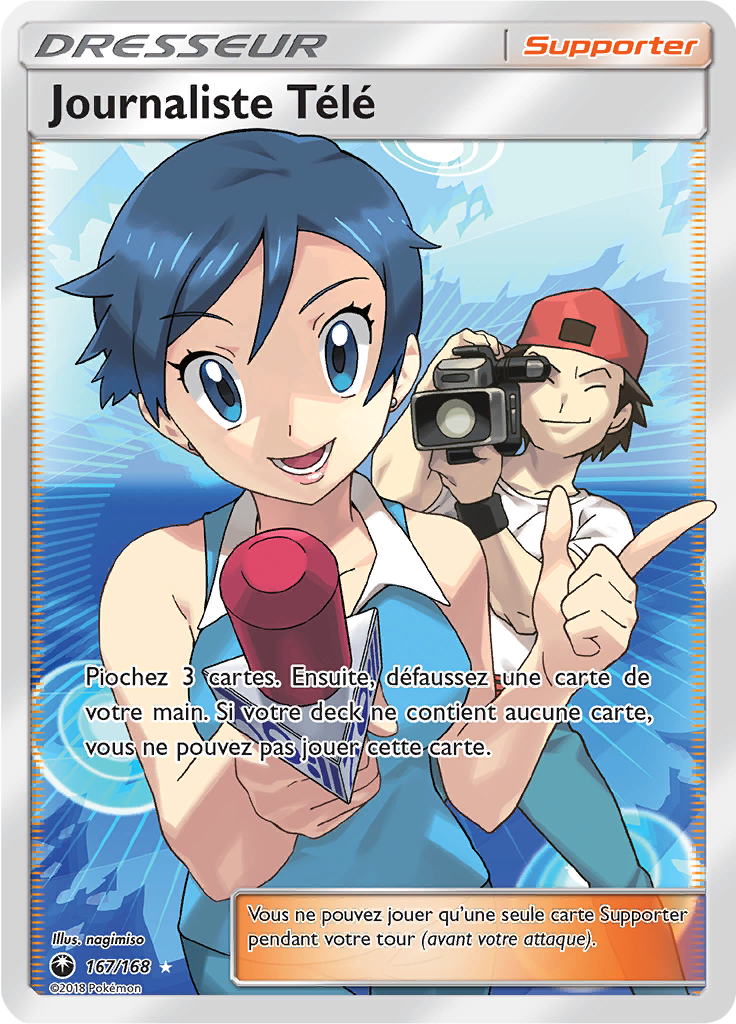 DRESSEUR
Supporter
Journaliste Télé
Piochez 3 cartes. Ensuite, défaussez une carte de
votre main. Si votre deck ne contient aucune carte,
vous ne pouvez pas jouer cette carte.
Vous ne pouvez jouer qu'une seule carte Supporter
pendant votre tour (avant votre attaque).
Illus. nagimiso
167/168
©2018 Pokémon